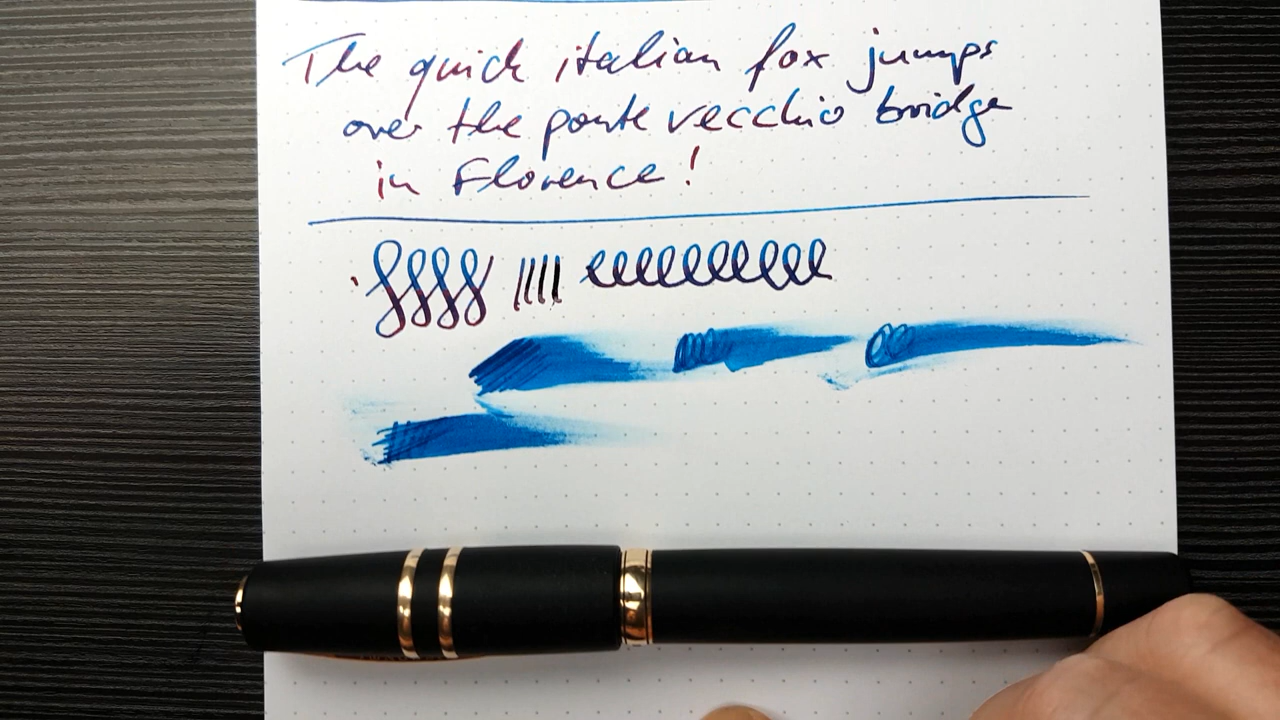 The quick italian fox jumps
over the ponte vecchio bridge
in Florence!